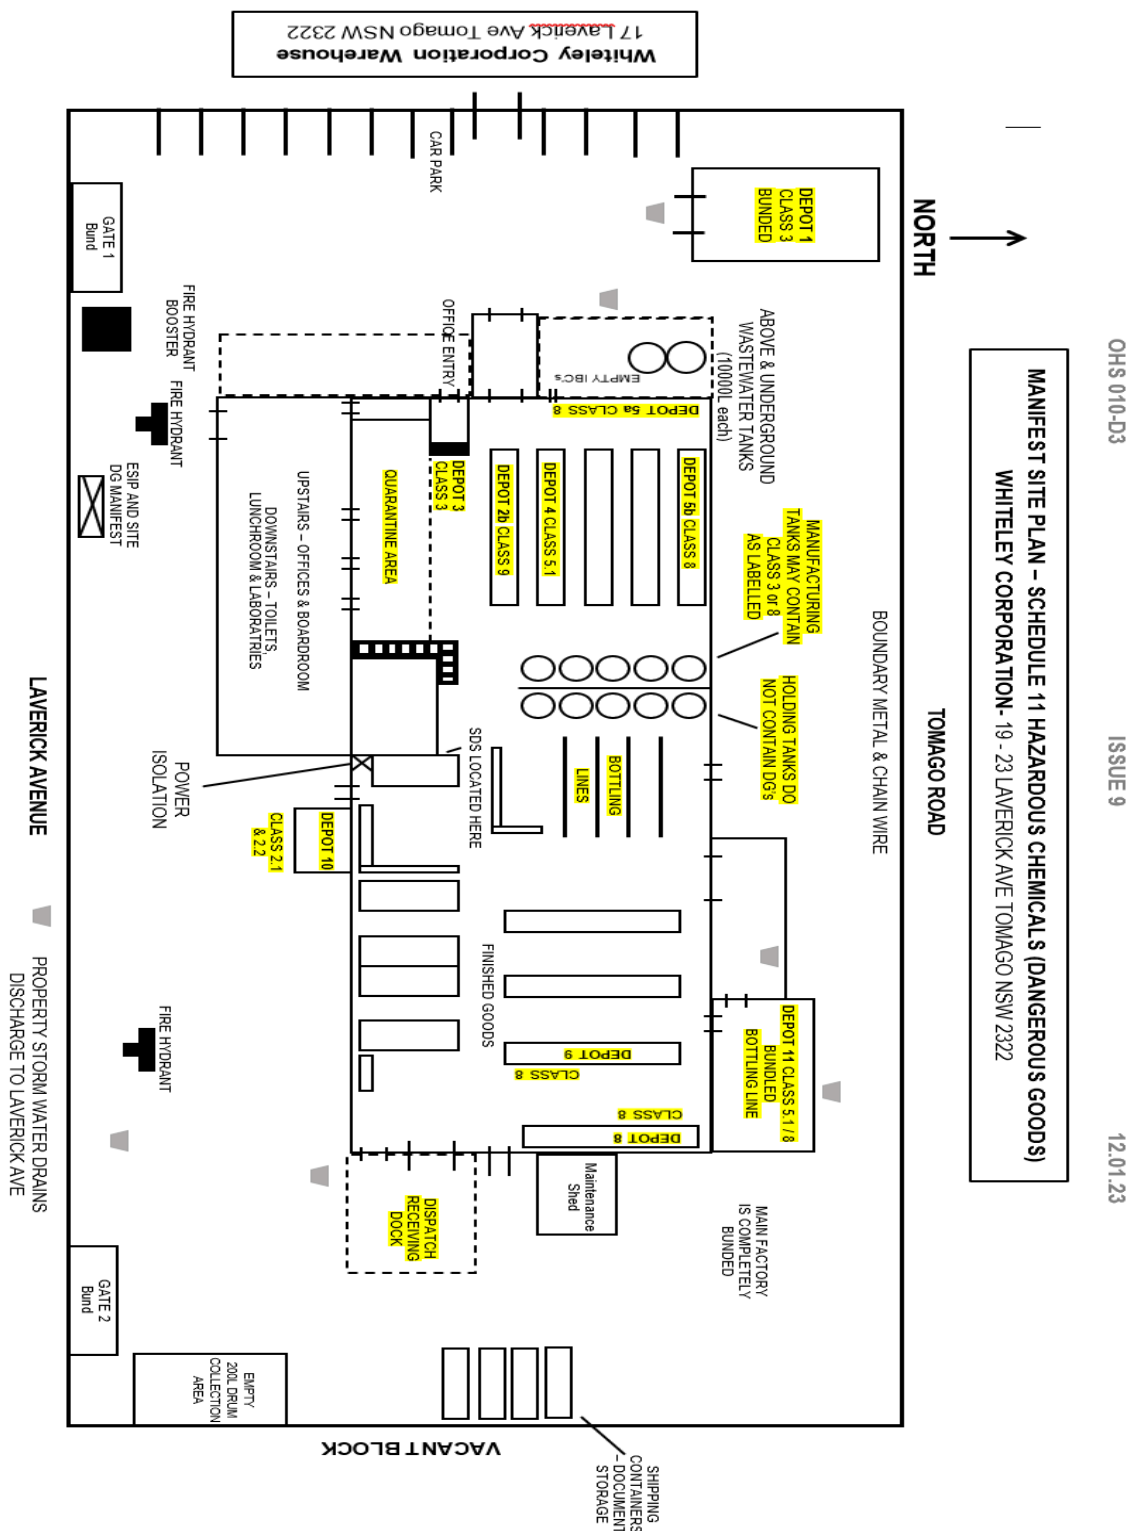 OHS 010-D3
ISSUE 9
12.01.23
MANIFEST SITE PLAN – SCHEDULE 11 HAZARDOUS CHEMICALS (DANGEROUS GOODS)
WHITELEY CORPORATION- 19 - 23 LAVERICK AVE TOMAGO NSW 2322
NORTH
TOMAGO ROAD
BOUNDARY METAL & CHAIN WIRE
Whiteley Corporation Warehouse
17 Laverick Ave Tomago NSW 2322
CAR PARK
DEPOT 1
CLASS 3
BUNDED
GATE 1
Bund
FIRE HYDRANT
BOOSTER
FIRE HYDRANT
ESIP AND SITE
DG MANIFEST
OFFICE ENTRY
EMPTY IBC's
ABOVE & UNDERGROUND
WASTEWATER TANKS
(10000L each)
DEPOT 5a CLASS 8
DEPOT 5b CLASS 8
DEPOT 4 CLASS 5.1
DEPOT 2b CLASS 9
DEPOT 3
CLASS 3
QUARANTINE AREA
UPSTAIRS – OFFICES & BOARDROOM
DOWNSTAIRS – TOILETS,
LUNCHROOM & LABORATRIES
MANUFACTURING
TANKS MAY CONTAIN
CLASS 3 or 8
AS LABELLED
HOLDING TANKS DO
NOT CONTAIN DG's
BOTTLING
LINES
SDS LOCATED HERE
POWER
ISOLATION
DEPOT 10
CLASS 2.1
& 2.2
FINISHED GOODS
DEPOT 9
CLASS 8
CLASS 8
DEPOT 8
DEPOT 11 CLASS 5.1 / 8
BUNDLED
BOTTLING LINE
Maintenance
Shed
MAIN FACTORY
IS COMPLETELY
BUNDED
DISPATCH
RECEIVING
DOCK
FIRE HYDRANT
GATE 2
Bund
EMPTY
200L DRUM
COLLECTION
AREA
SHIPPING
CONTAINERS
– DOCUMENT
STORAGE
VACANT BLOCK
LAVERICK AVENUE
PROPERTY STORM WATER DRAINS
DISCHARGE TO LAVERICK AVE